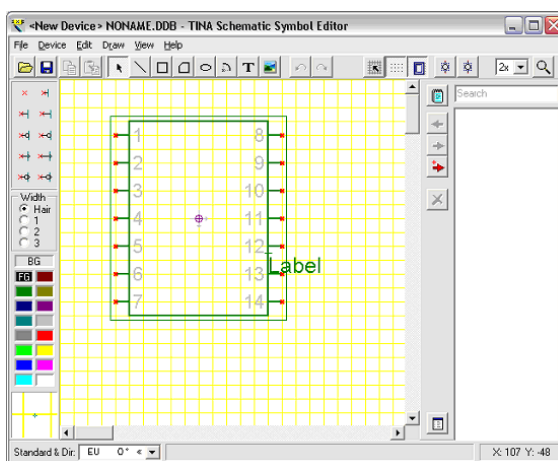 <New Device> NONAME.DDB - TINA Schematic Symbol Editor
File Device Edit Draw View Help
T
2x
Search
Width
Hair
1
2
3
BG
FG
1 8
2 9
3 10
4 11
5 12
6 13 Label
7 14
Standard & Dir: EU 0° <
X: 107 Y: -48